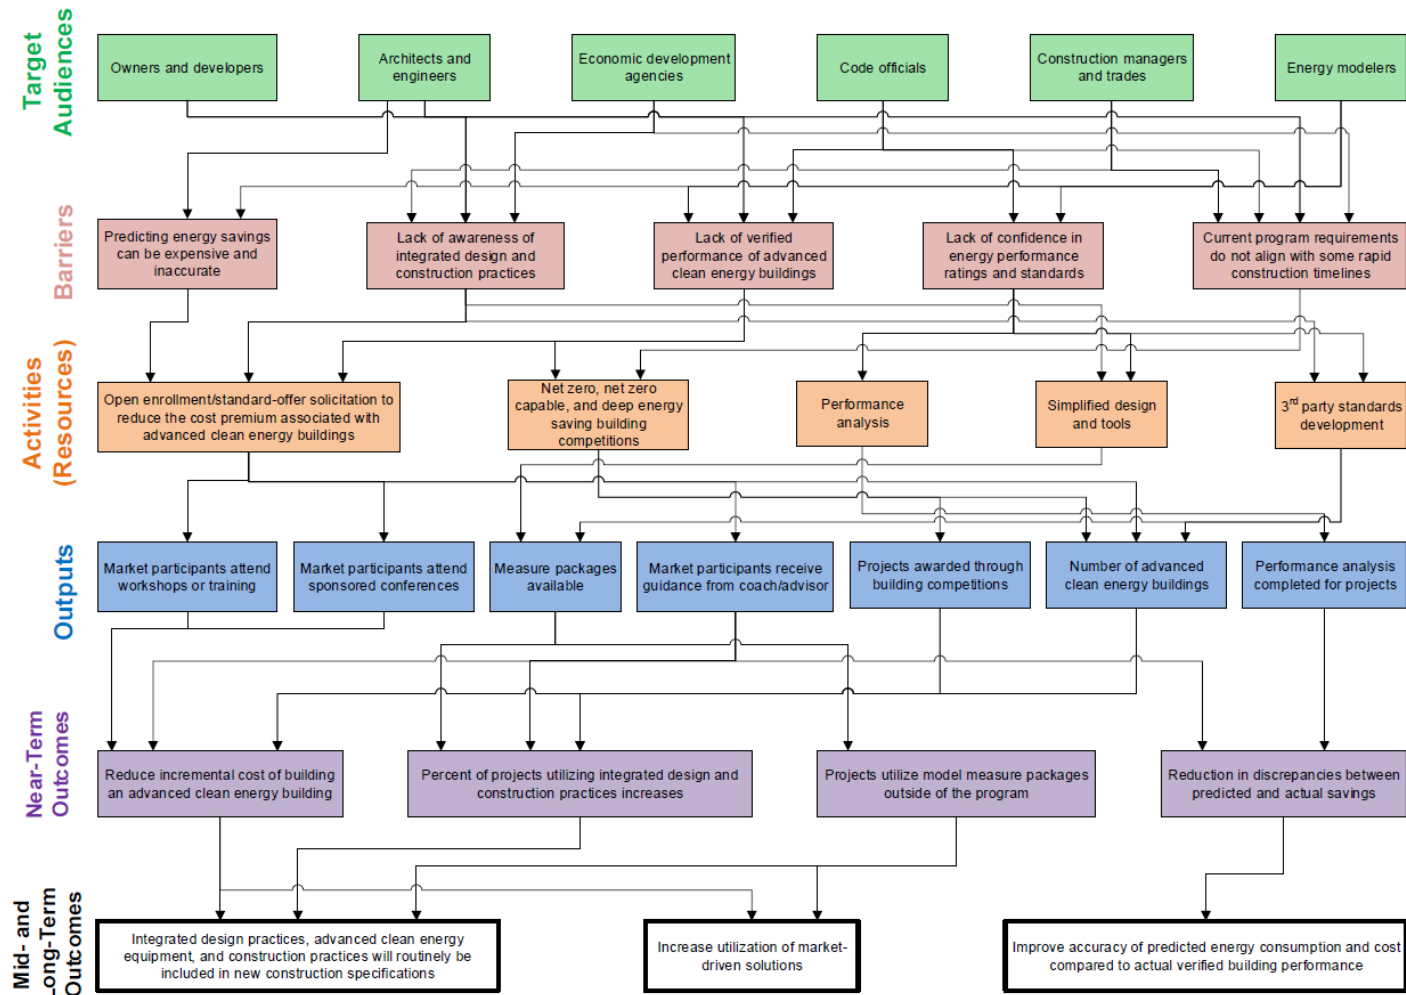 Target
Audiences
Owners and developers
Architects and
engineers
Economic development
agencies
Code officials
Construction managers
and trades
Energy modelers
Barriers
Predicting energy savings
can be expensive and
inaccurate
Lack of awareness of
integrated design and
construction practices
Lack of verified
performance of advanced
clean energy buildings
Lack of confidence in
energy performance
ratings and standards
Current program requirements
do not align with some rapid
construction timelines
Activities
(Resources)
Open enrollment/standard-offer solicitation to
reduce the cost premium associated with
advanced clean energy buildings
Net zero, net zero
capable, and deep energy
saving building
competitions
Performance
analysis
Simplified design
and tools
3rd party standards
development
Outputs
Market participants attend
workshops or training
Market participants attend
sponsored conferences
Measure packages
available
Market participants receive
guidance from coach/advisor
Projects awarded through
building competitions
Number of advanced
clean energy buildings
Performance analysis
completed for projects
Near-Term
Outcomes
Reduce incremental cost of building
an advanced clean energy building
Percent of projects utilizing integrated design and
construction practices increases
Projects utilize model measure packages
outside of the program
Reduction in discrepancies between
predicted and actual savings
Mid- and
Long-Term
Outcomes
Integrated design practices, advanced clean energy
equipment, and construction practices will routinely be
included in new construction specifications
Increase utilization of market-
driven solutions
Improve accuracy of predicted energy consumption and cost
compared to actual verified building performance